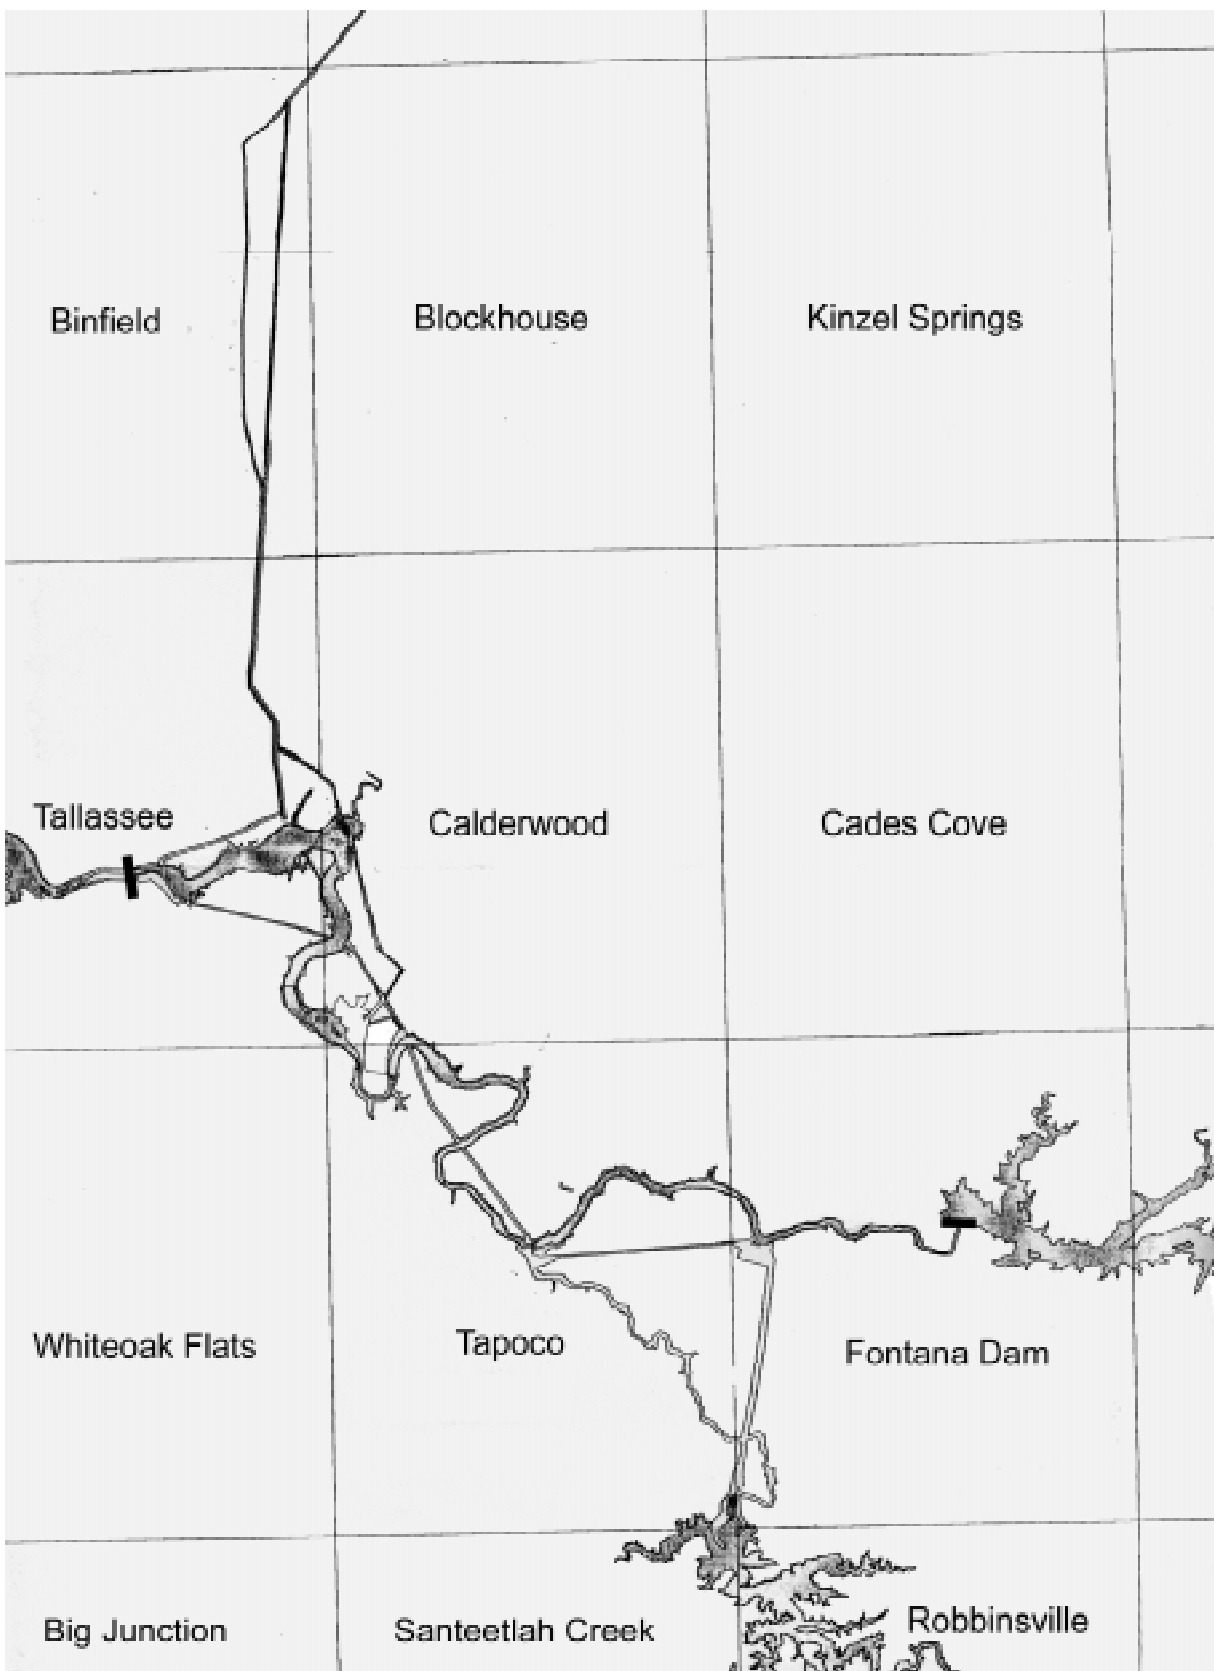 Binfield
Blockhouse
Kinzel Springs
Tallassee
Calderwood
Cades Cove
Whiteoak Flats
Tapoco
Fontana Dam
Big Junction
Santeetlah Creek
Robbinsville